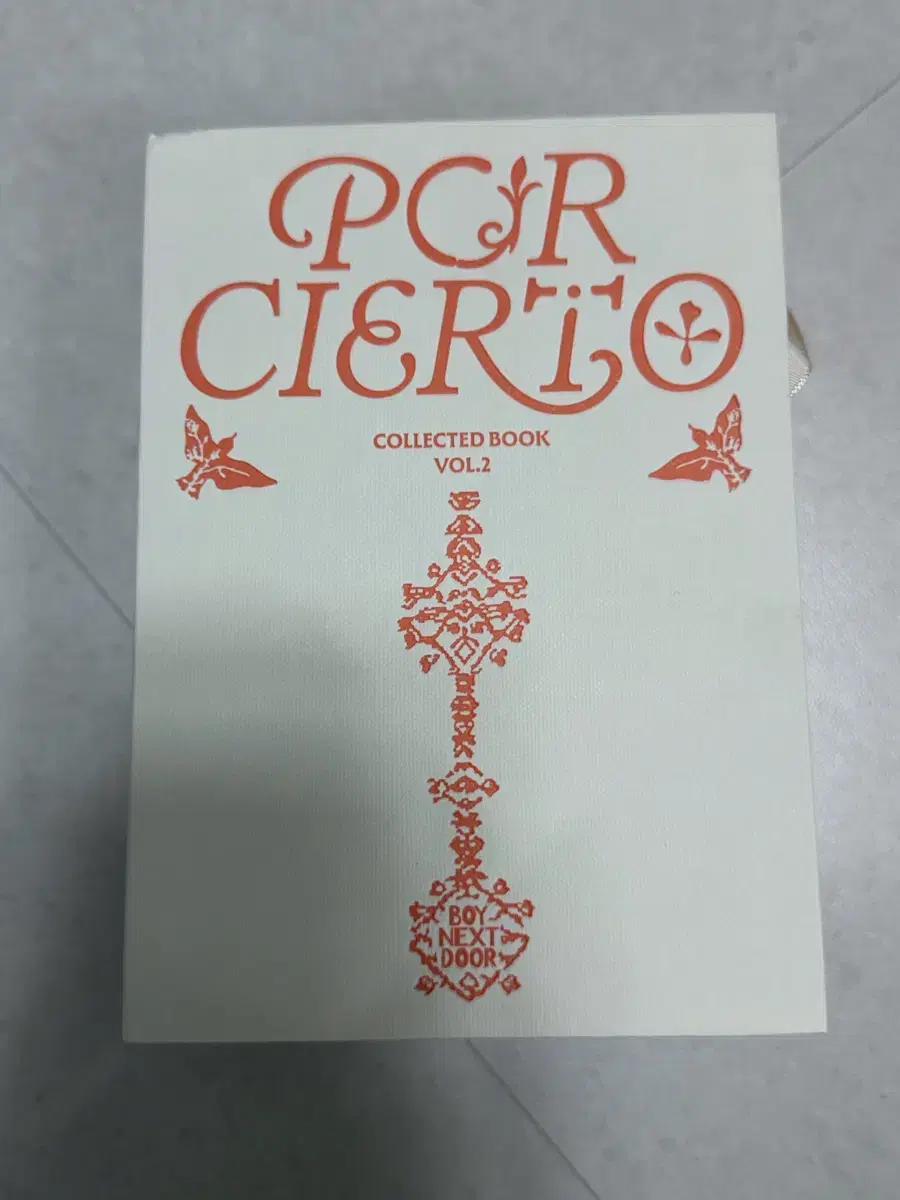 POR
CIERTO
COLLECTED BOOK
VOL.2
BOY
NEXT
DOOR